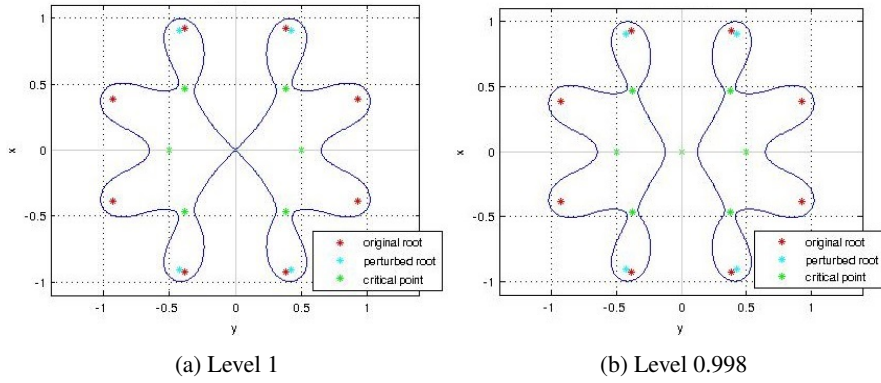 1
0.5
0
-0.5
-1
x
-1
-0.5
0
0.5
1
y
original root
perturbed root
critical point
(a) Level 1
1
0.5
0
-0.5
-1
x
-1
-0.5
0
0.5
1
y
original root
perturbed root
critical point
(b) Level 0.998